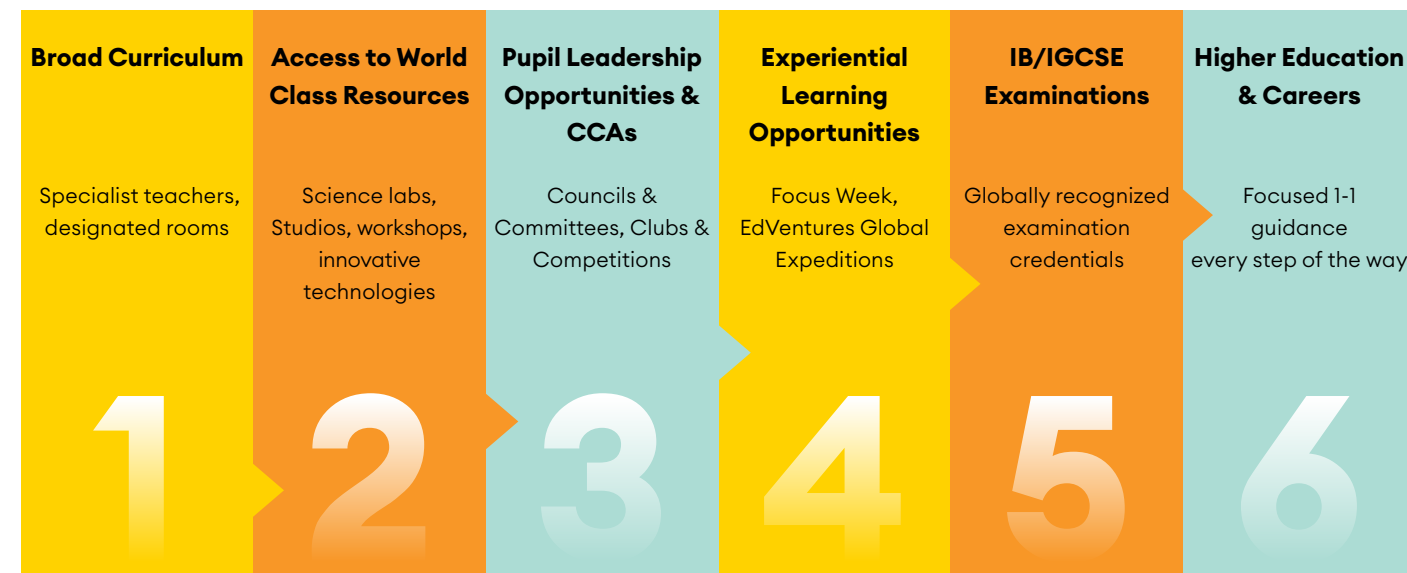 Broad Curriculum
Specialist teachers,
designated rooms
1
Access to World
Class Resources
Science labs,
Studios, workshops,
innovative
technologies
2
Pupil Leadership
Opportunities &
CCAs
Councils &
Committees, Clubs &
Competitions
3
Experiential
Learning
Opportunities
Focus Week,
EdVentures Global
Expeditions
4
IB/IGCSE
Examinations
Globally recognized
examination
credentials
5
Higher Education
& Careers
Focused 1-1
guidance
every step of the way
6